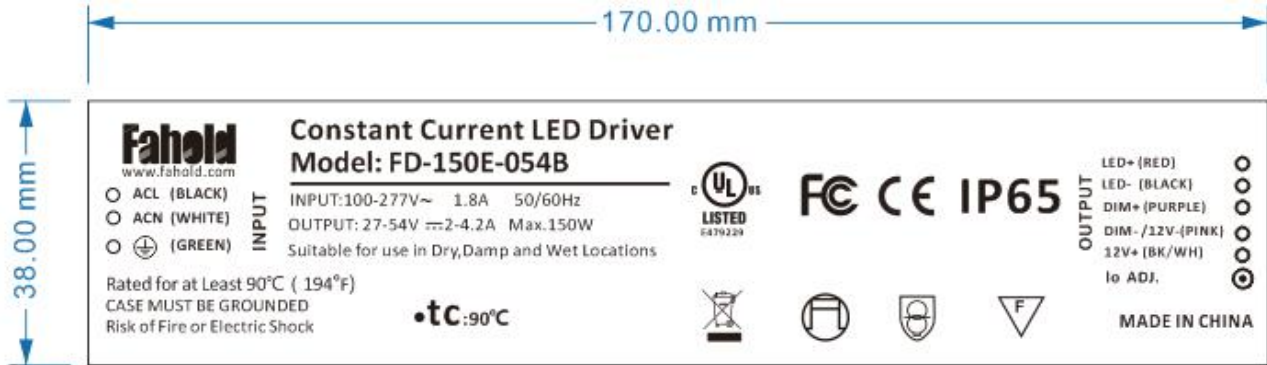 170.00 mm
38.00 mm
Fahold
www.fahold.com
ACL (BLACK)
ACN (WHITE)
(GREEN)
INPUT
Constant Current LED Driver
Model: FD-150E-054B
INPUT:100-277V~ 1.8A 50/60Hz
OUTPUT: 27-54V ⎓2-4.2A Max.150W
Suitable for use in Dry,Damp and Wet Locations
Rated for at Least 90℃ ( 194°F)
CASE MUST BE GROUNDED
Risk of Fire or Electric Shock
•tc:90℃
C UL US
LISTED
E479229
FC CE IP65
F
OUTPUT
LED+ (RED)
LED- (BLACK)
DIM+ (PURPLE)
DIM-/12V-(PINK)
12V+ (BK/WH)
Io ADJ.
MADE IN CHINA